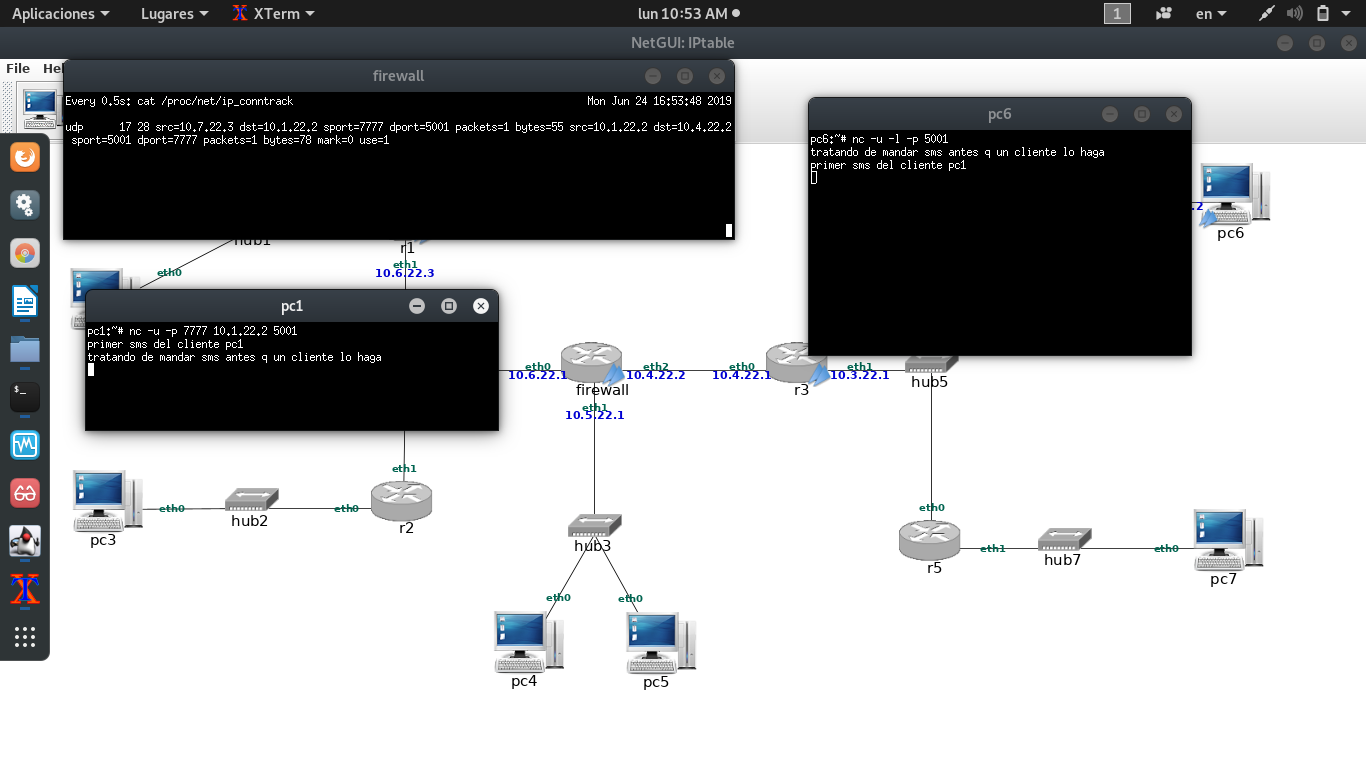 Aplicaciones Lugares XTerm lun 10:53 AM 1 en
NetGUI: IPtable
File
firewall
Every 0.5s: cat /proc/net/ip_conntrack Mon Jun 24 16:53:48 2019
udp 17 28 src=10.7.22.3 dst=10.1.22.2 sport=7777 dport=5001 packets=1 bytes=55 src=10.1.22.2 dst=10.4.22.2
sport=5001 dport=7777 packets=1 bytes=78 mark=0 use=1
pc6
pc6:~# nc -u -l -p 5001
tratando de mandar sms antes q un cliente lo haga
primer sms del cliente pc1
.2
pc6
hub1
r1
eth0
eth1
10.6.22.3
pc1
pc1:~# nc -u -p 7777 10.1.22.2 5001
primer sms del cliente pc1
tratando de mandar sms antes q un cliente lo haga
eth0
10.6.22.1
firewall
eth2
10.4.22.2
10.4.22.1
r3
eth1
10.3.22.1
hub5
eth1
10.5.22.1
eth1
pc3
eth0
hub2
eth0
r2
hub3
eth0
r5
eth1
hub7
eth0
pc7
eth0
eth0
pc4
pc5